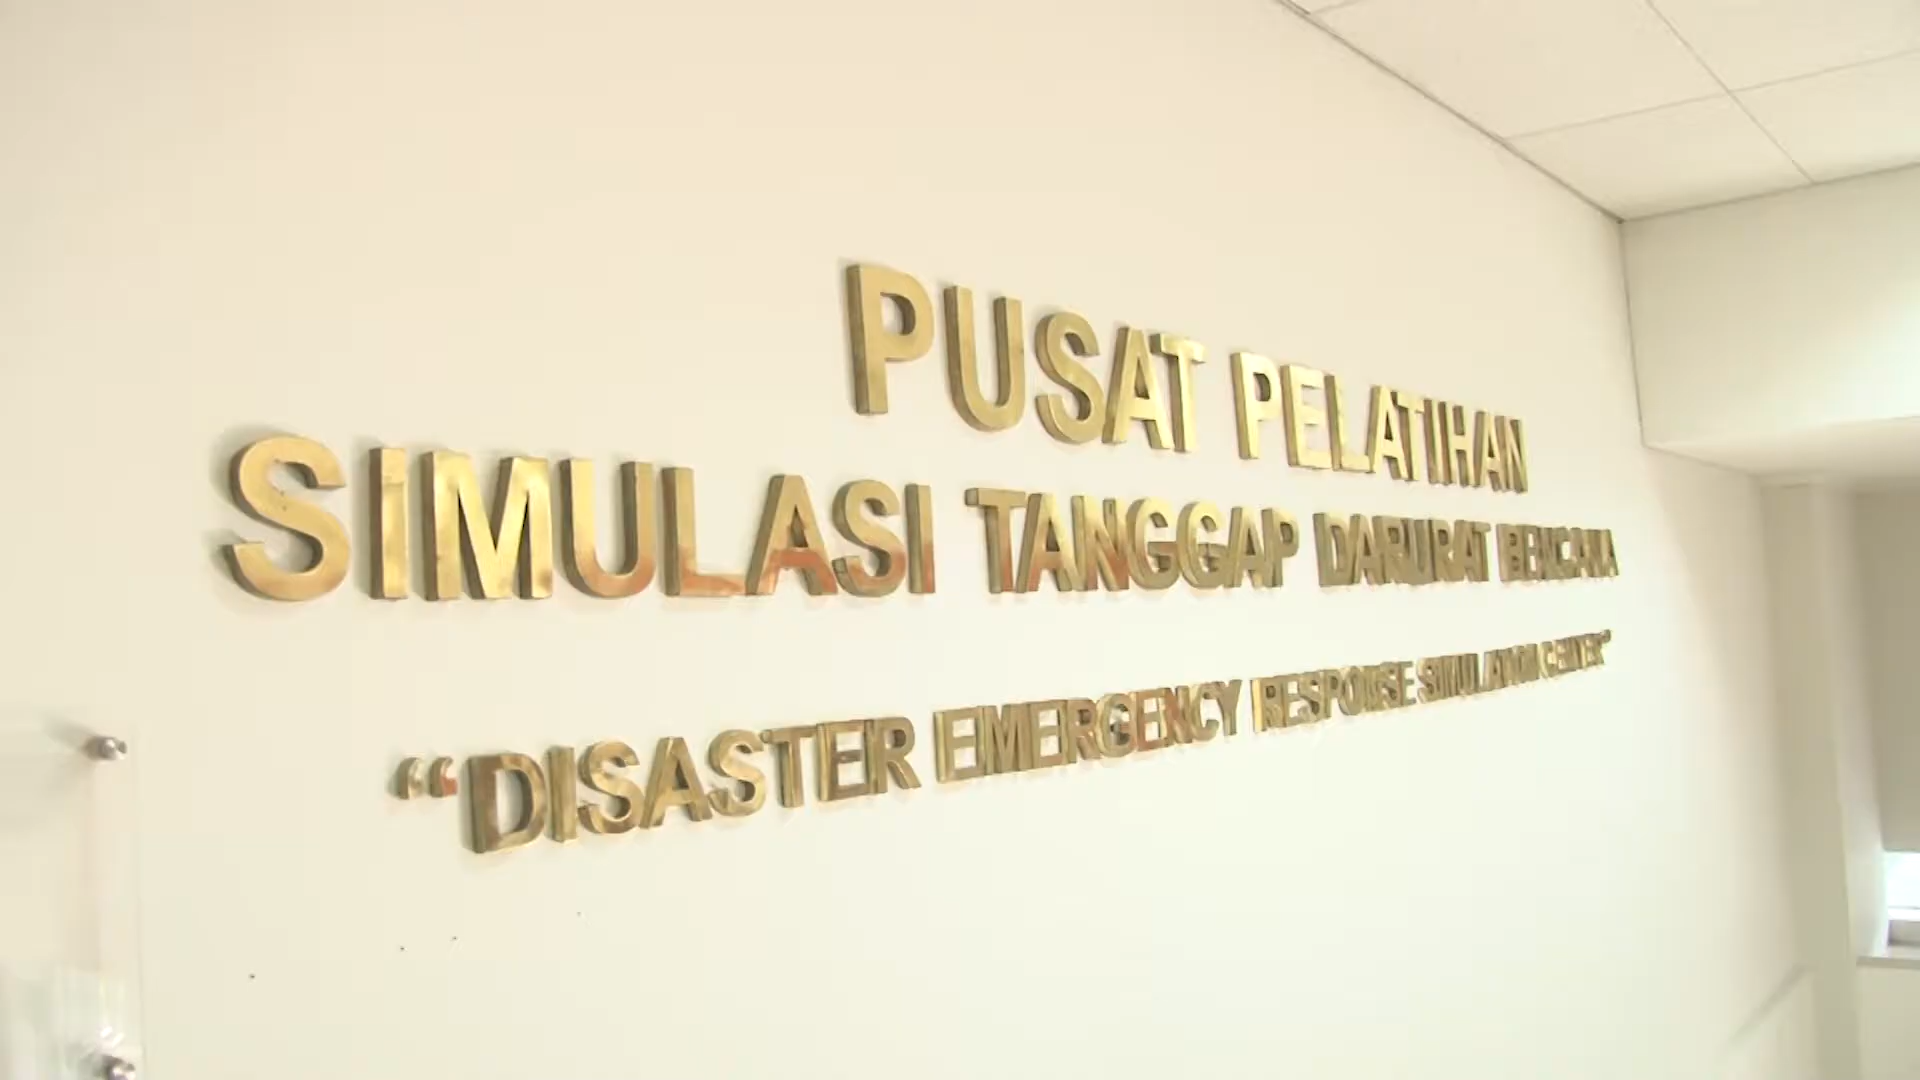 PUSAT PELATIHAN
SIMULASI TANGGAP DARURAT BENCANA
“DISASTER EMERGENCY RESPONSE SIMULATION CENTER”